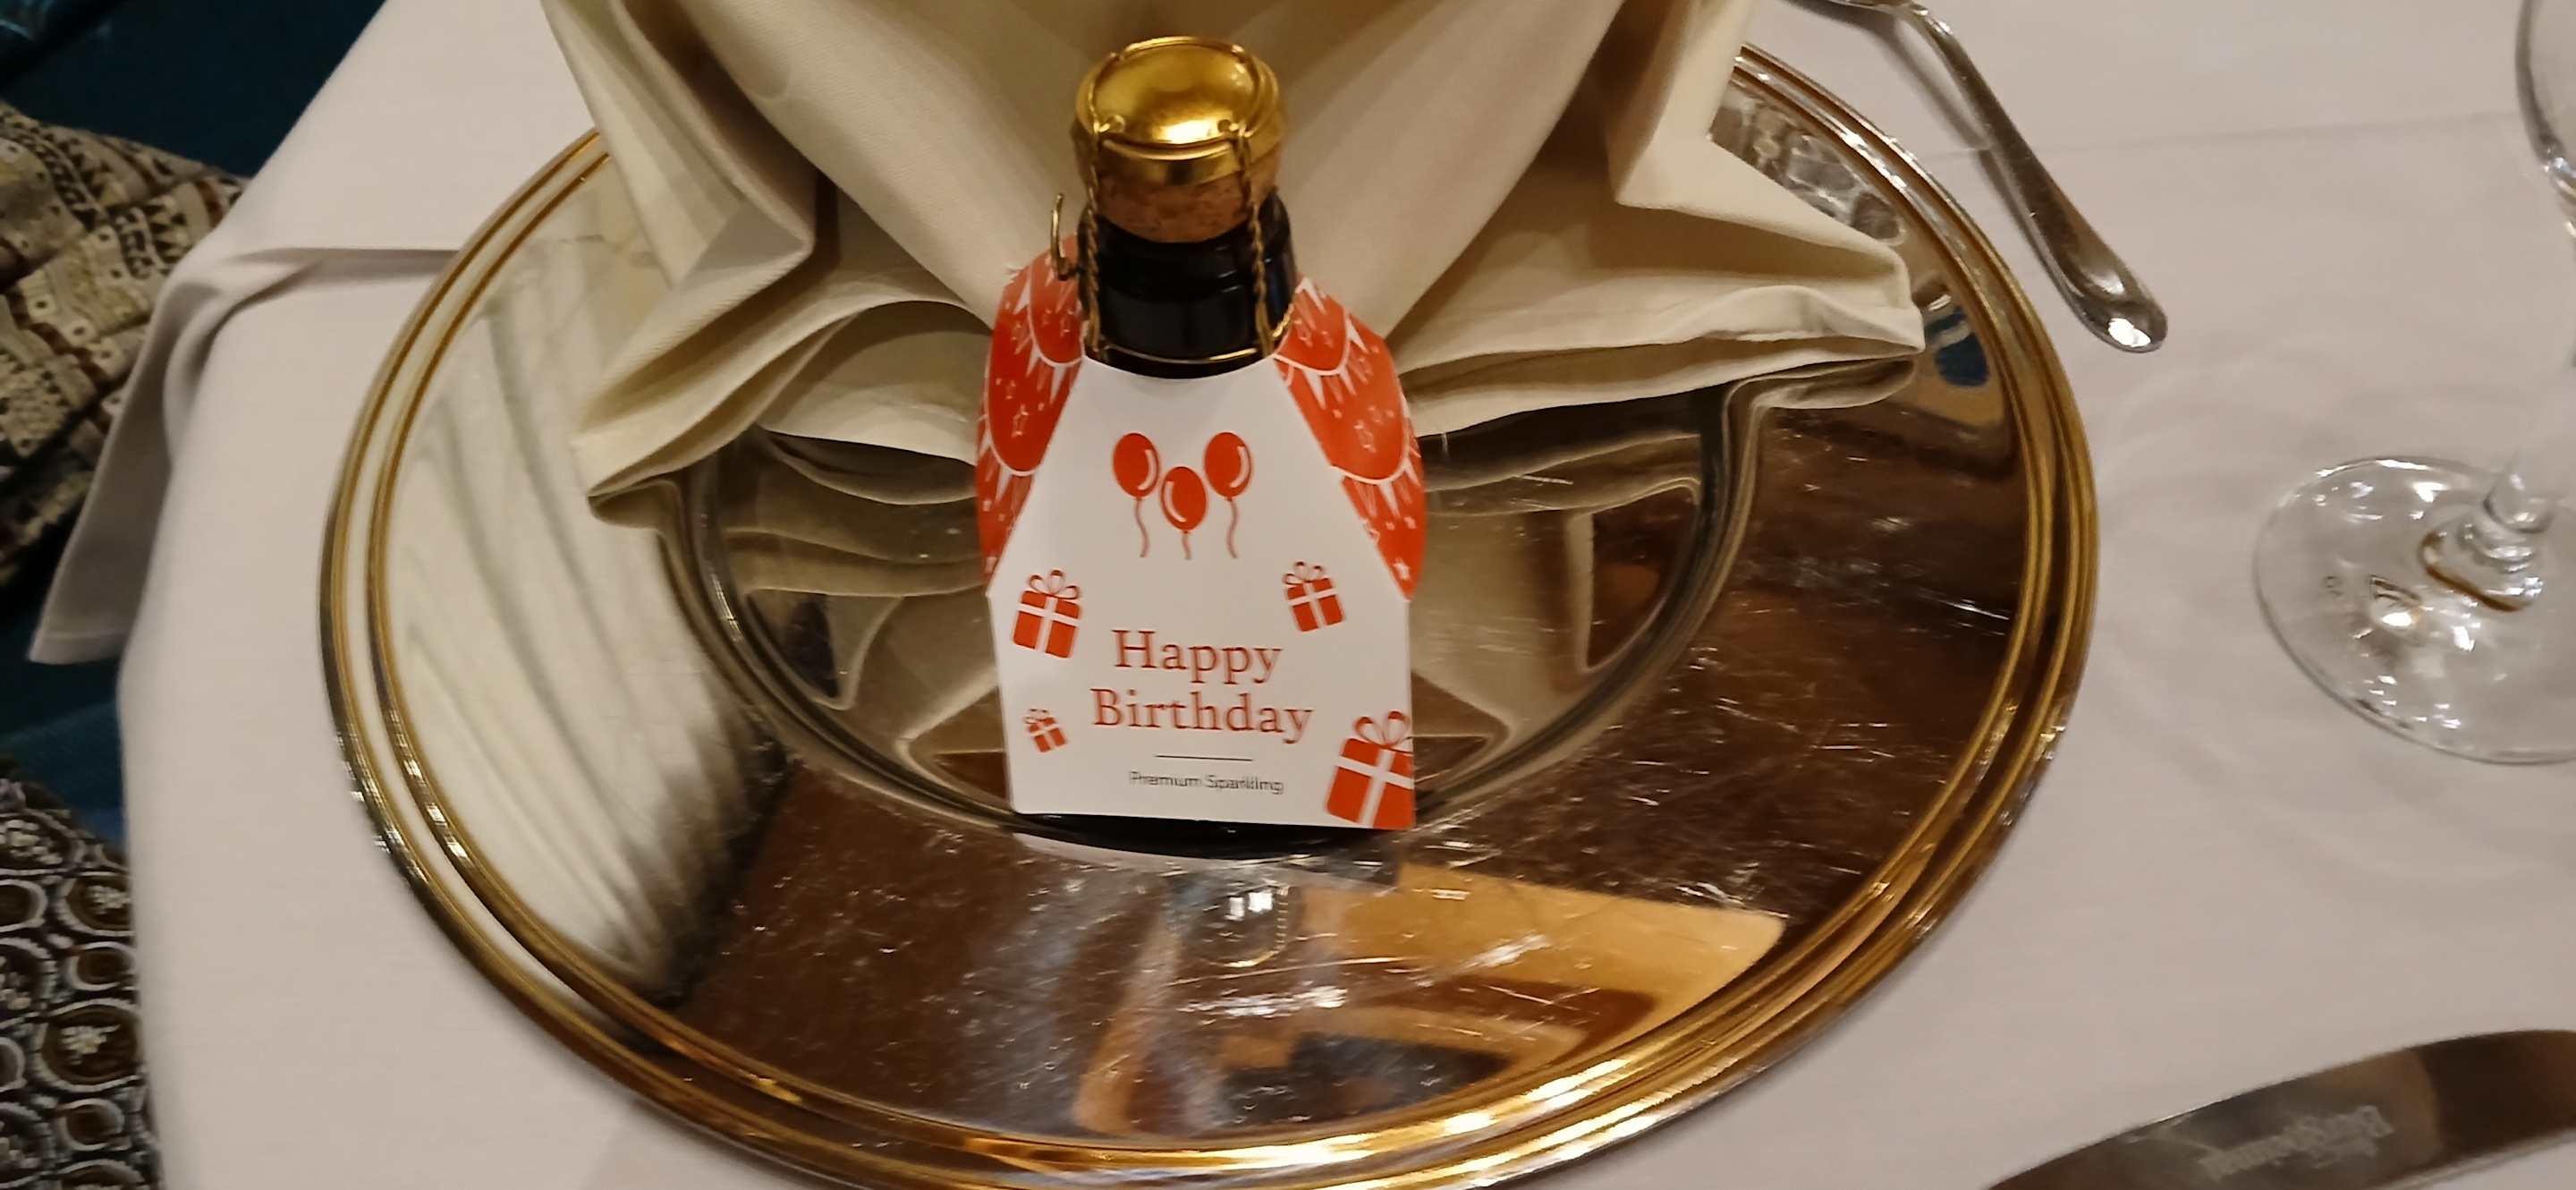 Happy
Birthday
Premium Sparkling